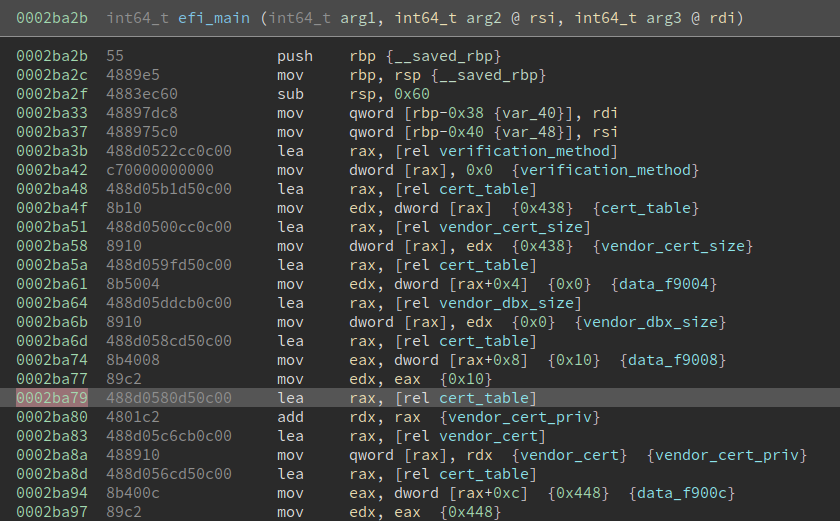 0002ba2b int64_t efi_main (int64_t arg1, int64_t arg2 @ rsi, int64_t arg3 @ rdi)
0002ba2b 55 push rbp {__saved_rbp}
0002ba2c 4889e5 mov rbp, rsp {__saved_rbp}
0002ba2f 4883ec60 sub rsp, 0x60
0002ba33 48897dc8 mov qword [rbp-0x38 {var_40}], rdi
0002ba37 488975c0 mov qword [rbp-0x40 {var_48}], rsi
0002ba3b 488d0522cc0c00 lea rax, [rel verification_method]
0002ba42 c70000000000 mov dword [rax], 0x0 {verification_method}
0002ba48 488d05b1d50c00 lea rax, [rel cert_table]
0002ba4f 8b10 mov edx, dword [rax] {0x438} {cert_table}
0002ba51 488d0500cc0c00 lea rax, [rel vendor_cert_size]
0002ba58 8910 mov dword [rax], edx {0x438} {vendor_cert_size}
0002ba5a 488d059fd50c00 lea rax, [rel cert_table]
0002ba61 8b5004 mov edx, dword [rax+0x4] {0x0} {data_f9004}
0002ba64 488d05ddcb0c00 lea rax, [rel vendor_dbx_size]
0002ba6b 8910 mov dword [rax], edx {0x0} {vendor_dbx_size}
0002ba6d 488d058cd50c00 lea rax, [rel cert_table]
0002ba74 8b4008 mov eax, dword [rax+0x8] {0x10} {data_f9008}
0002ba77 89c2 mov edx, eax {0x10}
0002ba79 488d0580d50c00 lea rax, [rel cert_table]
0002ba80 4801c2 add rdx, rax {vendor_cert_priv}
0002ba83 488d05c6cb0c00 lea rax, [rel vendor_cert]
0002ba8a 488910 mov qword [rax], rdx {vendor_cert} {vendor_cert_priv}
0002ba8d 488d056cd50c00 lea rax, [rel cert_table]
0002ba94 8b400c mov eax, dword [rax+0xc] {0x448} {data_f900c}
0002ba97 89c2 mov edx, eax {0x448}